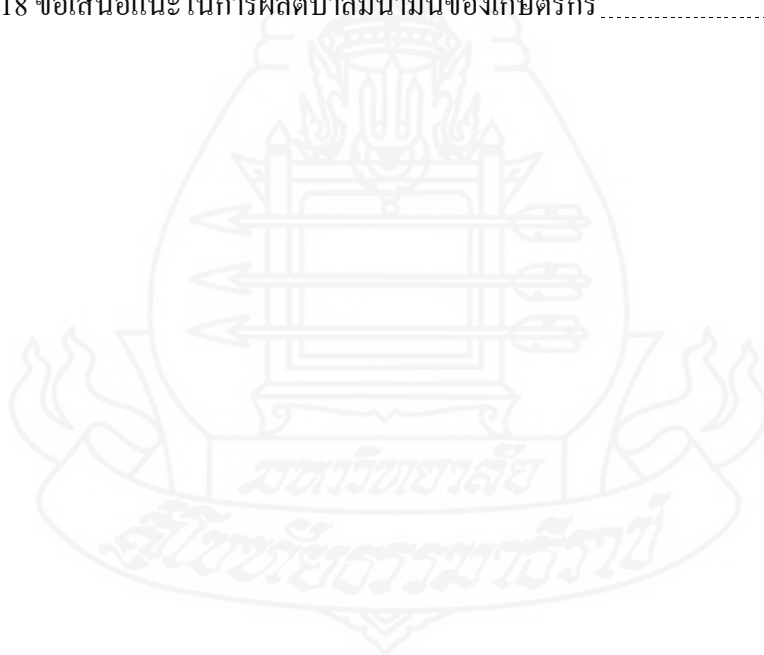 18 ข้อเสนอแนะในการผลิตปาล์มน้ำมันของเกษตรกร
มหาวิทยาลัย
สุโขทัยธรรมาธิราช